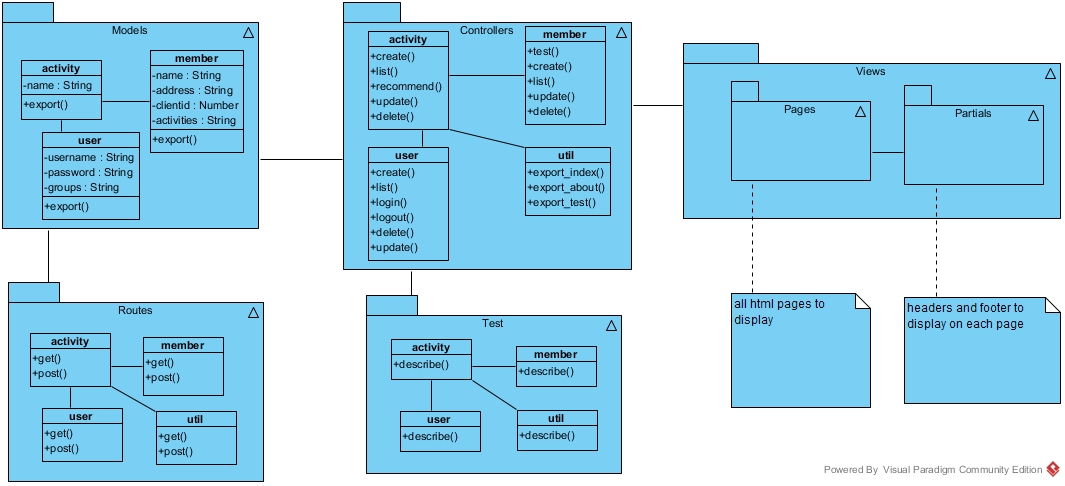 Models
activity
-name : String
+export()
member
-name : String
-address : String
-clientid : Number
-activities : String
+export()
user
-username : String
-password : String
-groups : String
+export()
Controllers
activity
+create()
+list()
+recommend()
+update()
+delete()
member
+test()
+create()
+list()
+update()
+delete()
user
+create()
+list()
+login()
+logout()
+delete()
+update()
util
+export_index()
+export_about()
+export_test()
Views
Pages
Partials
all html pages to
display
headers and footer to
display on each page
Routes
activity
+get()
+post()
member
+get()
+post()
user
+get()
+post()
util
+get()
+post()
Test
activity
+describe()
member
+describe()
user
+describe()
util
+describe()
Powered By Visual Paradigm Community Edition